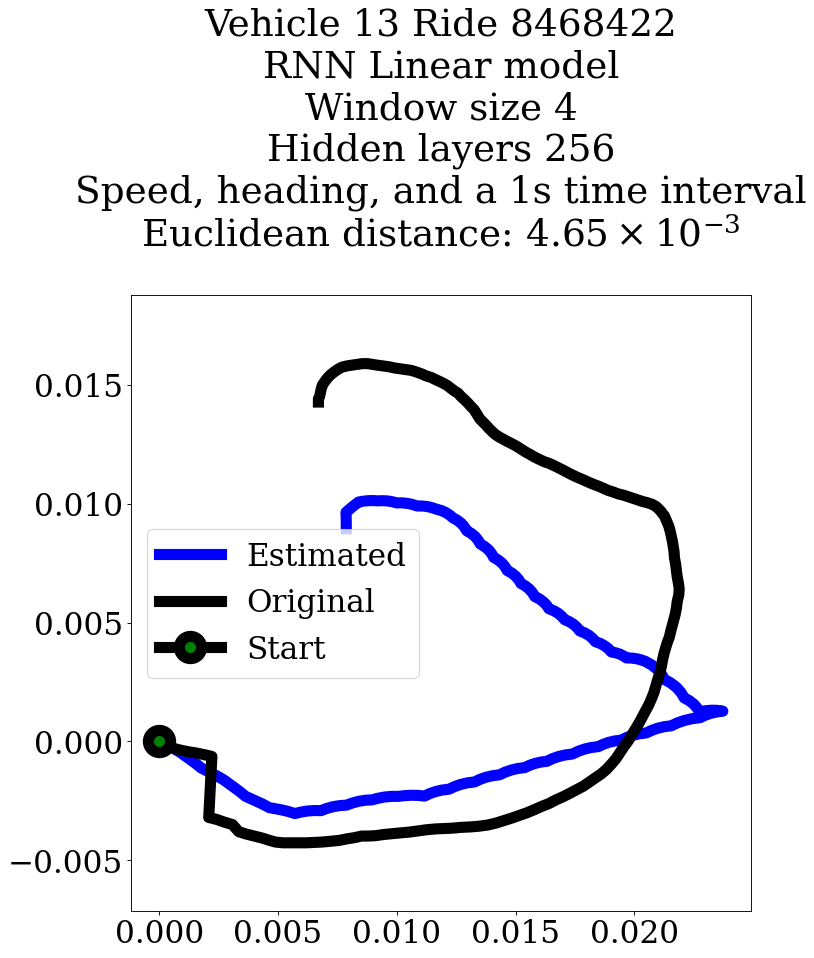 Vehicle 13 Ride 8468422
RNN Linear model
Window size 4
Hidden layers 256
Speed, heading, and a 1s time interval
Euclidean distance: 4.65 × 10⁻³
0.015
0.010
0.005
0.000
−0.005
Estimated
Original
Start
0.000 0.005 0.010 0.015 0.020